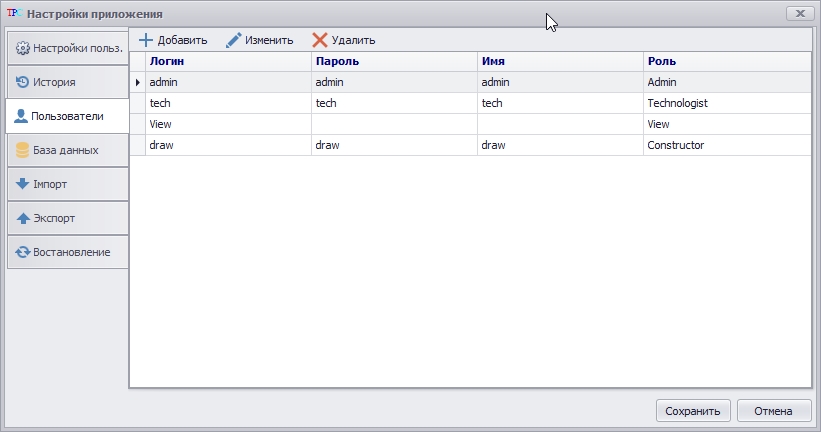 TPC Настройки приложения
Настройки польз.
История
Пользователи
База данных
Імпорт
Экспорт
Востановление
Добавить Изменить Удалить
Логин Пароль Имя Роль
admin admin admin Admin
tech tech tech Technologist
View View
draw draw draw Constructor
Сохранить Отмена